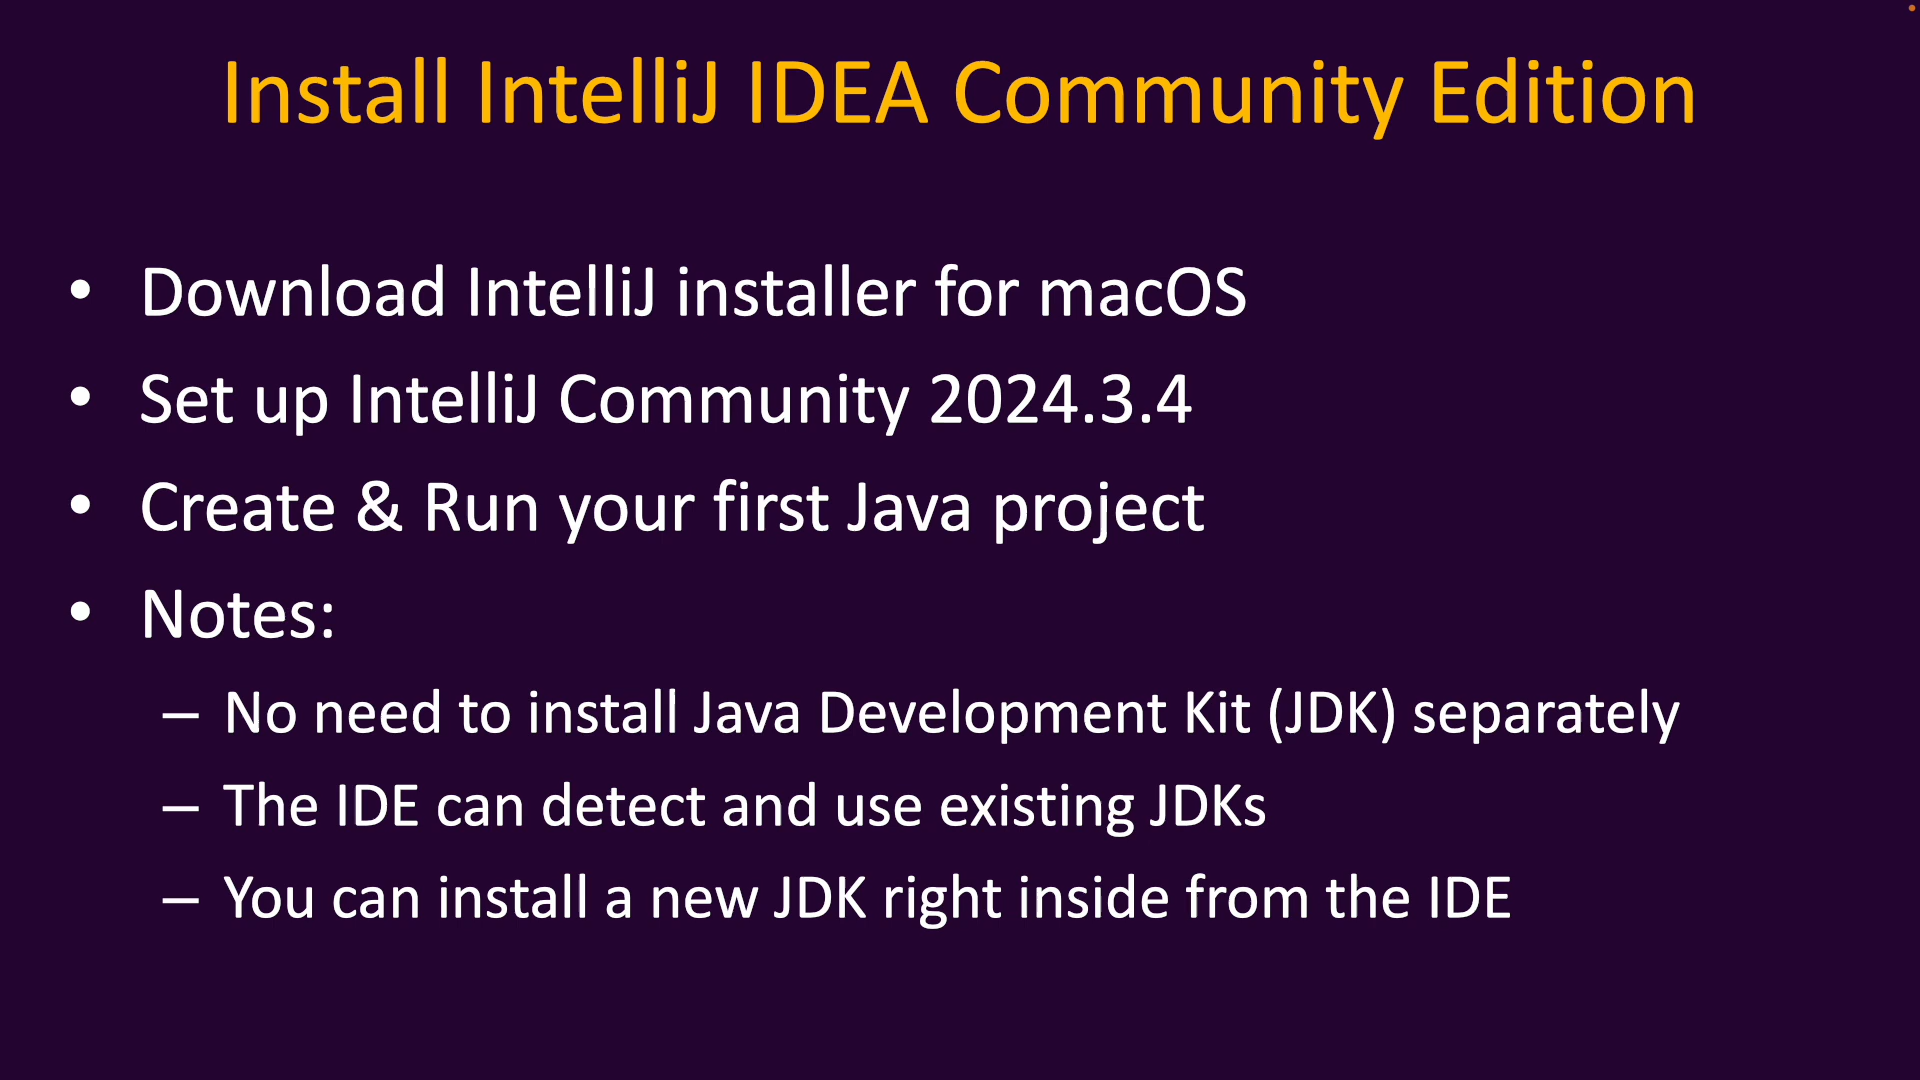 Install IntelliJ IDEA Community Edition
• Download IntelliJ installer for macOS
• Set up IntelliJ Community 2024.3.4
• Create & Run your first Java project
• Notes:
– No need to install Java Development Kit (JDK) separately
– The IDE can detect and use existing JDKs
– You can install a new JDK right inside from the IDE